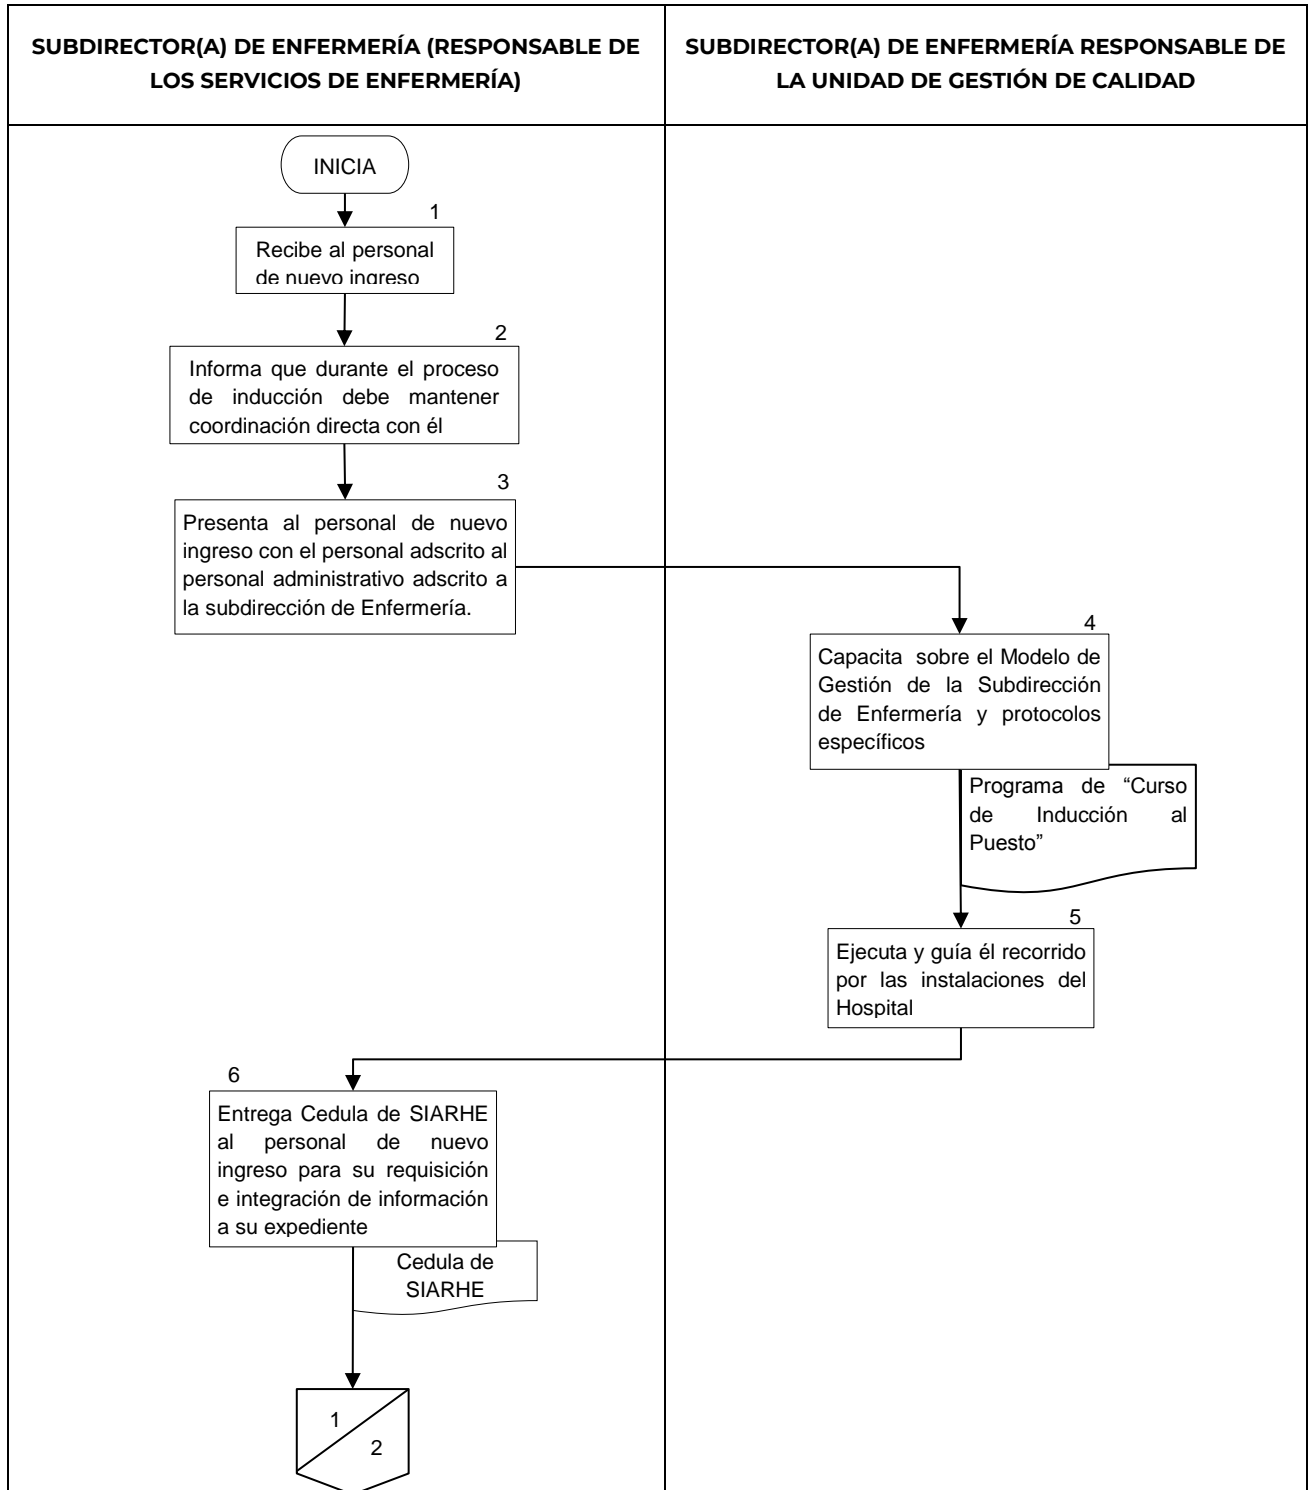 SUBDIRECTOR(A) DE ENFERMERÍA (RESPONSABLE DE
LOS SERVICIOS DE ENFERMERÍA)
SUBDIRECTOR(A) DE ENFERMERÍA RESPONSABLE DE
LA UNIDAD DE GESTIÓN DE CALIDAD
INICIA
1
Recibe al personal
de nuevo ingreso
2
Informa que durante el proceso
de inducción debe mantener
coordinación directa con él
3
Presenta al personal de nuevo
ingreso con el personal adscrito al
personal administrativo adscrito a
la subdirección de Enfermería.
4
Capacita sobre el Modelo de
Gestión de la Subdirección
de Enfermería y protocolos
específicos
Programa de “Curso
de Inducción al
Puesto”
5
Ejecuta y guía él recorrido
por las instalaciones del
Hospital
6
Entrega Cedula de SIARHE
al personal de nuevo
ingreso para su requisición
e integración de información
a su expediente
Cedula de
SIARHE
1
2